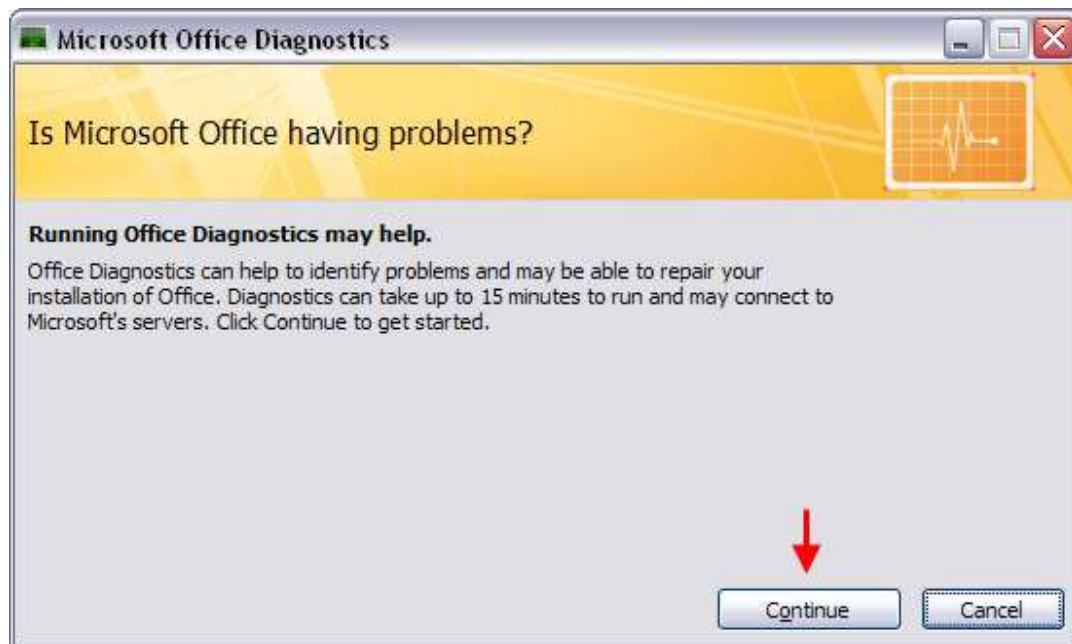 Microsoft Office Diagnostics
Is Microsoft Office having problems?
Running Office Diagnostics may help.
Office Diagnostics can help to identify problems and may be able to repair your
installation of Office. Diagnostics can take up to 15 minutes to run and may connect to
Microsoft's servers. Click Continue to get started.
Continue
Cancel